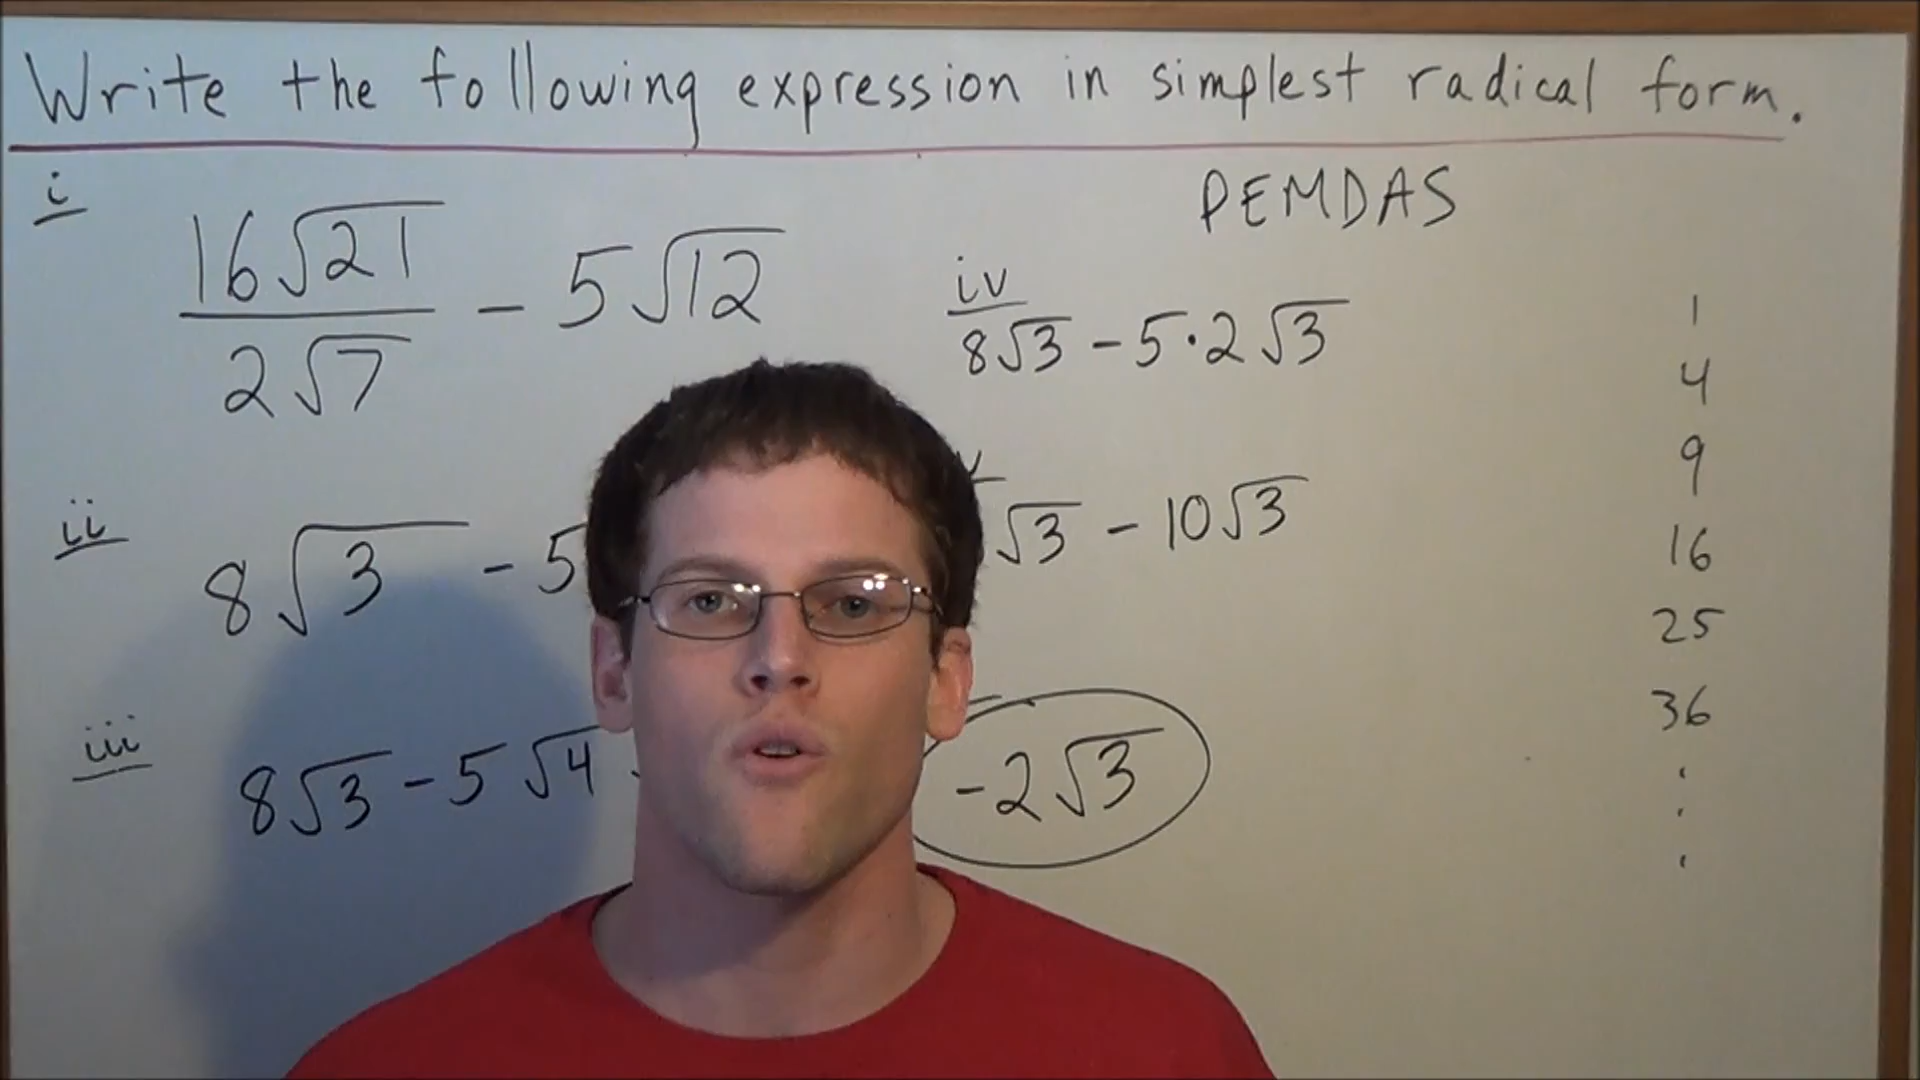 Write the following expression in simplest radical form.
i
16√21
2√7
- 5√12
ii
8√3 - 5
iii
8√3 - 5√4 ·
PEMDAS
iv
8√3 - 5·2√3
√3 - 10√3
-2√3
1
4
9
16
25
36
.
.
.